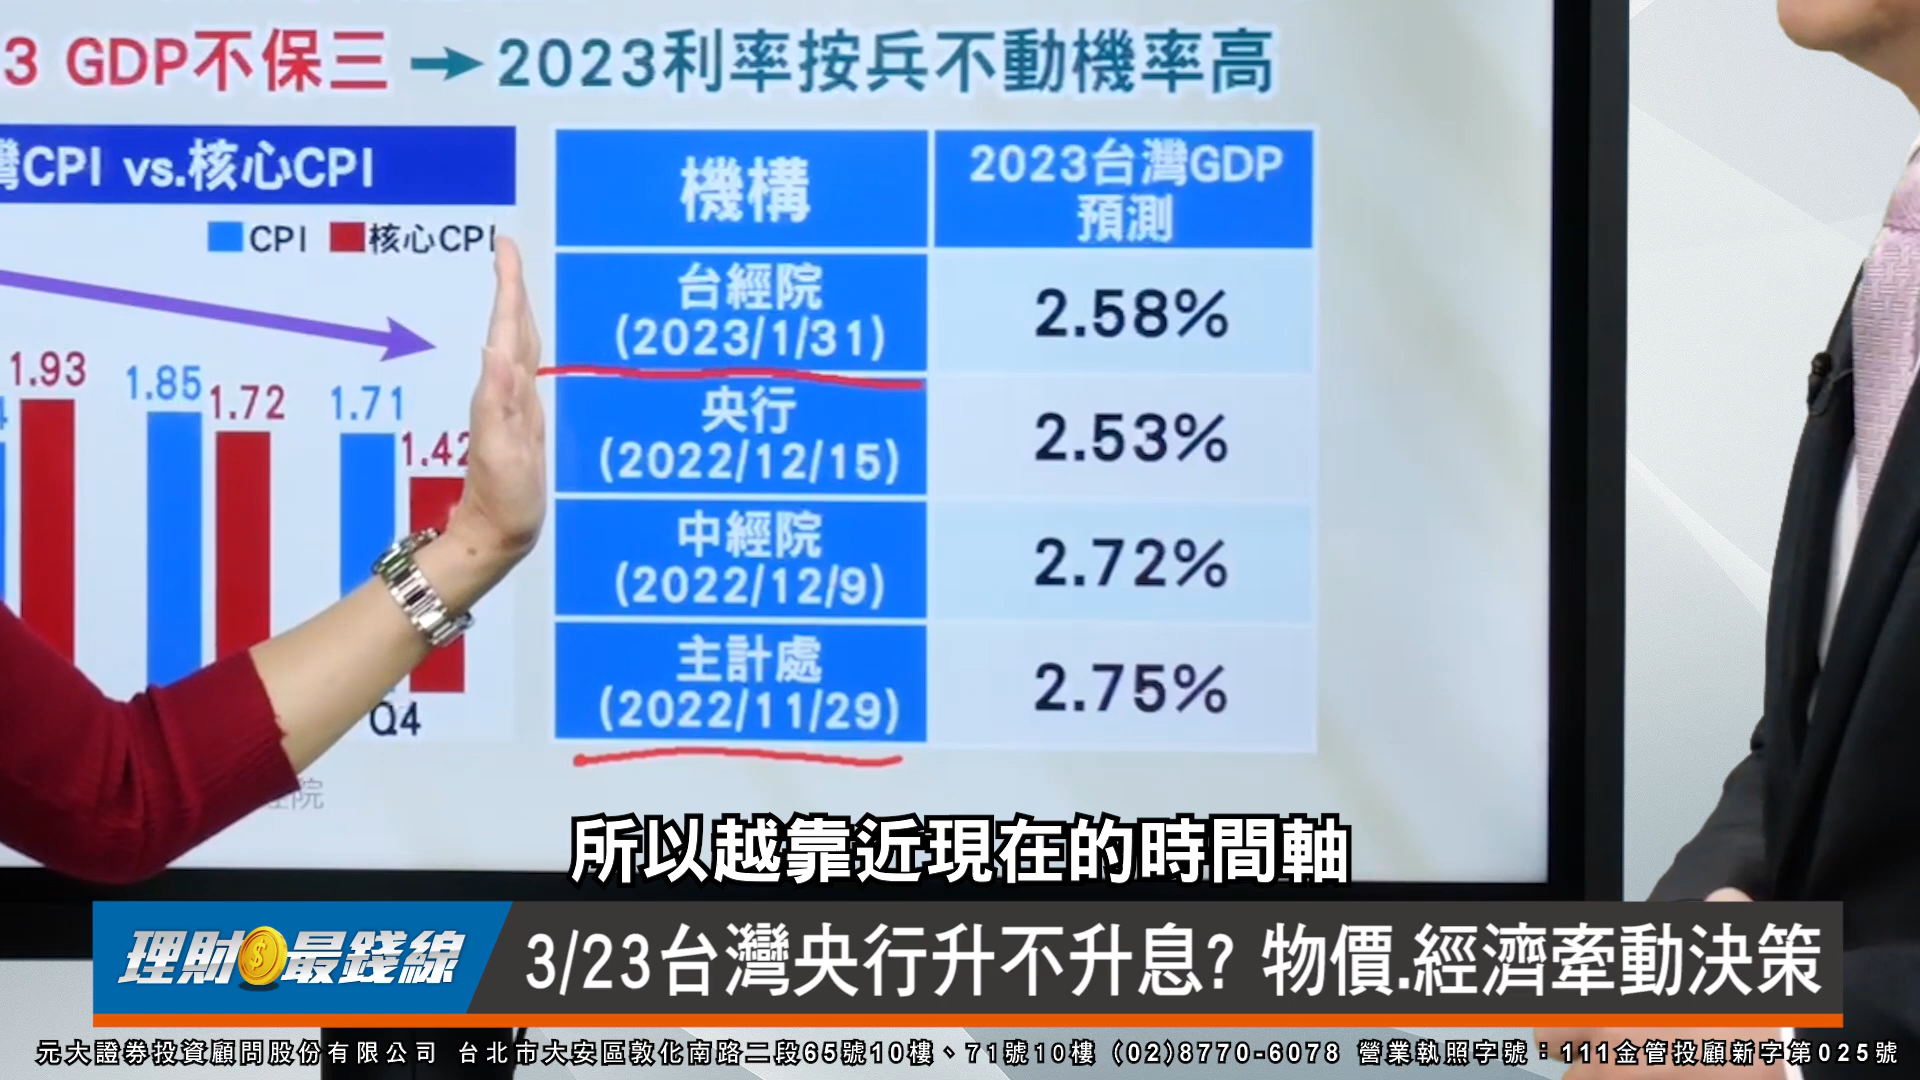 3 GDP不保三→2023利率按兵不動機率高
灣CPI vs.核心CPI
CPI 核心CPI
1.93
1.85
1.72
1.71
1.42
4
Q4
經院
機構
2023台灣GDP
預測
台經院
(2023/1/31)
2.58%
央行
(2022/12/15)
2.53%
中經院
(2022/12/9)
2.72%
主計處
(2022/11/29)
2.75%
所以越靠近現在的時間軸
理財$最錢線
3/23台灣央行升不升息? 物價.經濟牽動決策
元大證券投資顧問股份有限公司 台北市大安區敦化南路二段65號10樓、71號10樓 (02)8770-6078 營業執照字號：111金管投顧新字第025號